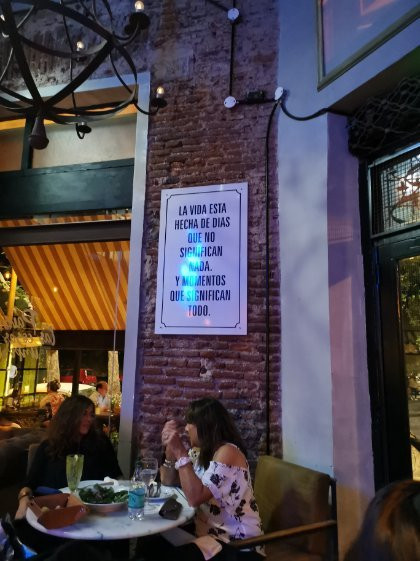 LA VIDA ESTA
HECHA DE DIAS
QUE NO
SIGNIFICAN
NADA.
Y MOMENTOS
QUE SIGNIFICAN
TODO.